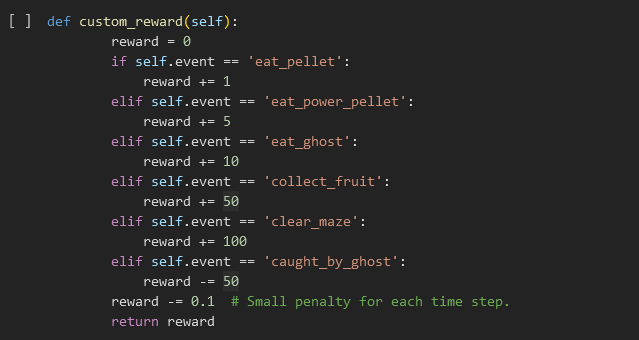 [ ] def custom_reward(self):
reward = 0
if self.event == 'eat_pellet':
reward += 1
elif self.event == 'eat_power_pellet':
reward += 5
elif self.event == 'eat_ghost':
reward += 10
elif self.event == 'collect_fruit':
reward += 50
elif self.event == 'clear_maze':
reward += 100
elif self.event == 'caught_by_ghost':
reward -= 50
reward -= 0.1  # Small penalty for each time step.
return reward